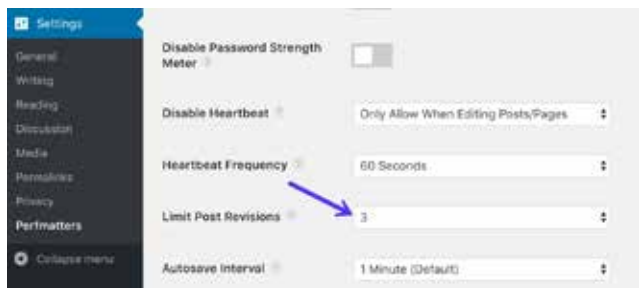 Settings
General
Writing
Reading
Discussion
Media
Permalinks
Privacy
Perfmatters
Collapse menu
Disable Password Strength
Meter ?
Disable Heartbeat ?
Only Allow When Editing Posts/Pages
Heartbeat Frequency ?
60 Seconds
Limit Post Revisions ?
3
Autosave Interval ?
1 Minute (Default)